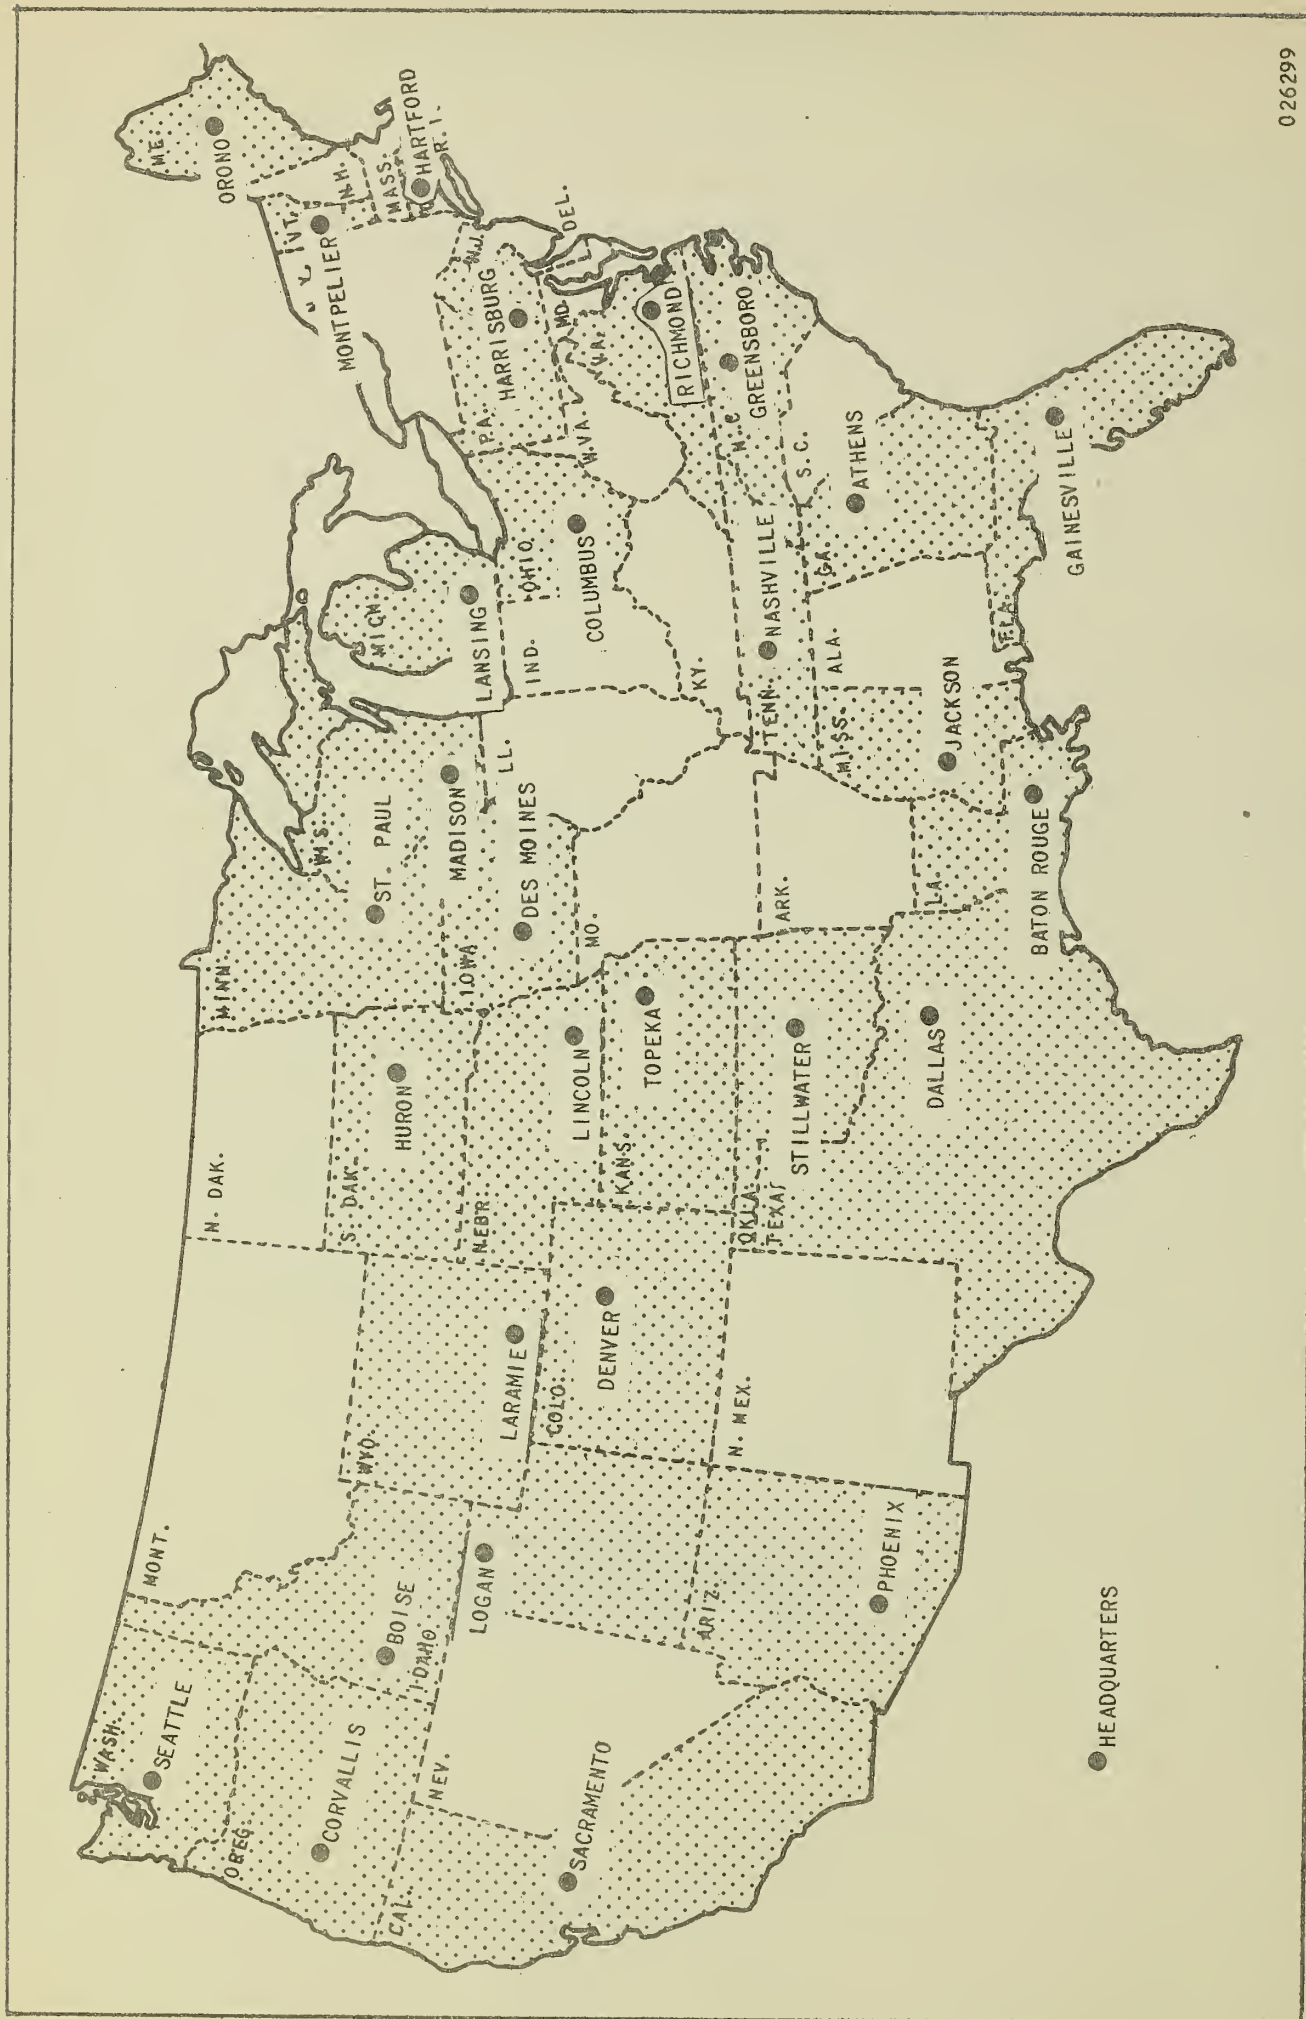 WASH.
SEATTLE
OREG.
CORVALLIS
CAL.
SACRAMENTO
NEV.
IDAHO
BOISE
MONT.
LOGAN
ARIZ.
PHOENIX
WYO.
LARAMIE
COLO.
DENVER
N. MEX.
N. DAK.
S. DAK.
HURON
NEBR.
LINCOLN
KANS.
TOPEKA
OKLA.
TEXAS
STILLWATER
DALLAS
MINN.
ST. PAUL
WIS.
MADISON
IOWA
DES MOINES
MO.
ARK.
LA.
BATON ROUGE
LL.
MICH.
LANSING
IND.
OHIO
COLUMBUS
KY.
TENN.
NASHVILLE
MISS.
JACKSON
ALA.
GA.
ATHENS
FLA.
GAINESVILLE
S. C.
N. C
GREENSBORO
RICHMOND
VA.
W.VA.
MD.
DEL.
PA.
HARRISBURG
N.J.
N. Y.
MONTPELIER
VT.
N.H.
MASS.
HARTFORD
R.I.
ME.
ORONO
HEADQUARTERS
026299